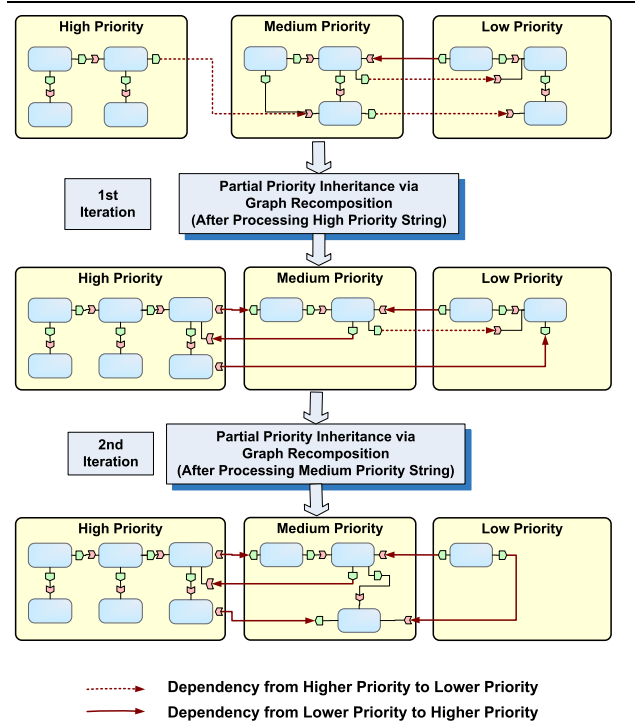 High Priority
Medium Priority
Low Priority
1st
Iteration
Partial Priority Inheritance via
Graph Recomposition
(After Processing High Priority String)
High Priority
Medium Priority
Low Priority
2nd
Iteration
Partial Priority Inheritance via
Graph Recomposition
(After Processing Medium Priority String)
High Priority
Medium Priority
Low Priority
Dependency from Higher Priority to Lower Priority
Dependency from Lower Priority to Higher Priority